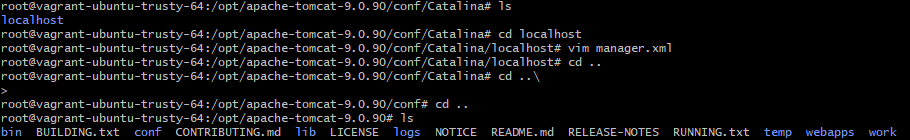 root@vagrant-ubuntu-trusty-64:/opt/apache-tomcat-9.0.90/conf/Catalina# ls
localhost
root@vagrant-ubuntu-trusty-64:/opt/apache-tomcat-9.0.90/conf/Catalina# cd localhost
root@vagrant-ubuntu-trusty-64:/opt/apache-tomcat-9.0.90/conf/Catalina/localhost# vim manager.xml
root@vagrant-ubuntu-trusty-64:/opt/apache-tomcat-9.0.90/conf/Catalina/localhost# cd ..
root@vagrant-ubuntu-trusty-64:/opt/apache-tomcat-9.0.90/conf/Catalina# cd ..\
>
root@vagrant-ubuntu-trusty-64:/opt/apache-tomcat-9.0.90/conf# cd ..
root@vagrant-ubuntu-trusty-64:/opt/apache-tomcat-9.0.90# ls
bin BUILDING.txt conf CONTRIBUTING.md lib LICENSE logs NOTICE README.md RELEASE-NOTES RUNNING.txt temp webapps work